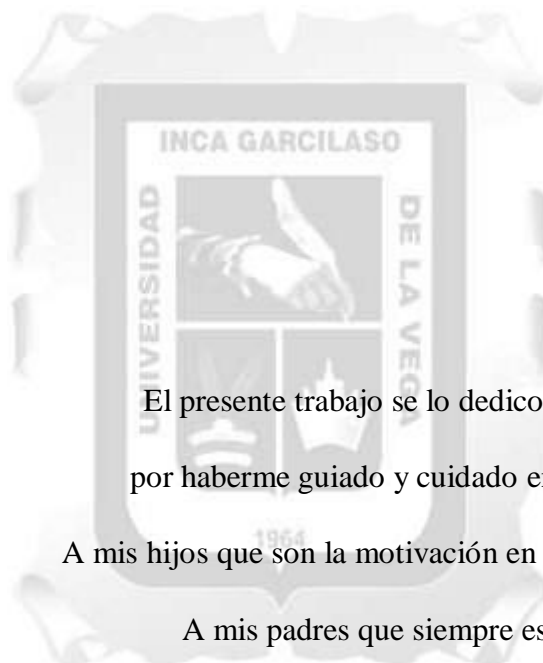 INCA GARCILASO
UNIVERSIDAD
DE LA VEGA
El presente trabajo se lo dedico
por haberme guiado y cuidado
A mis hijos que son la motivación en
1964
A mis padres que siempre